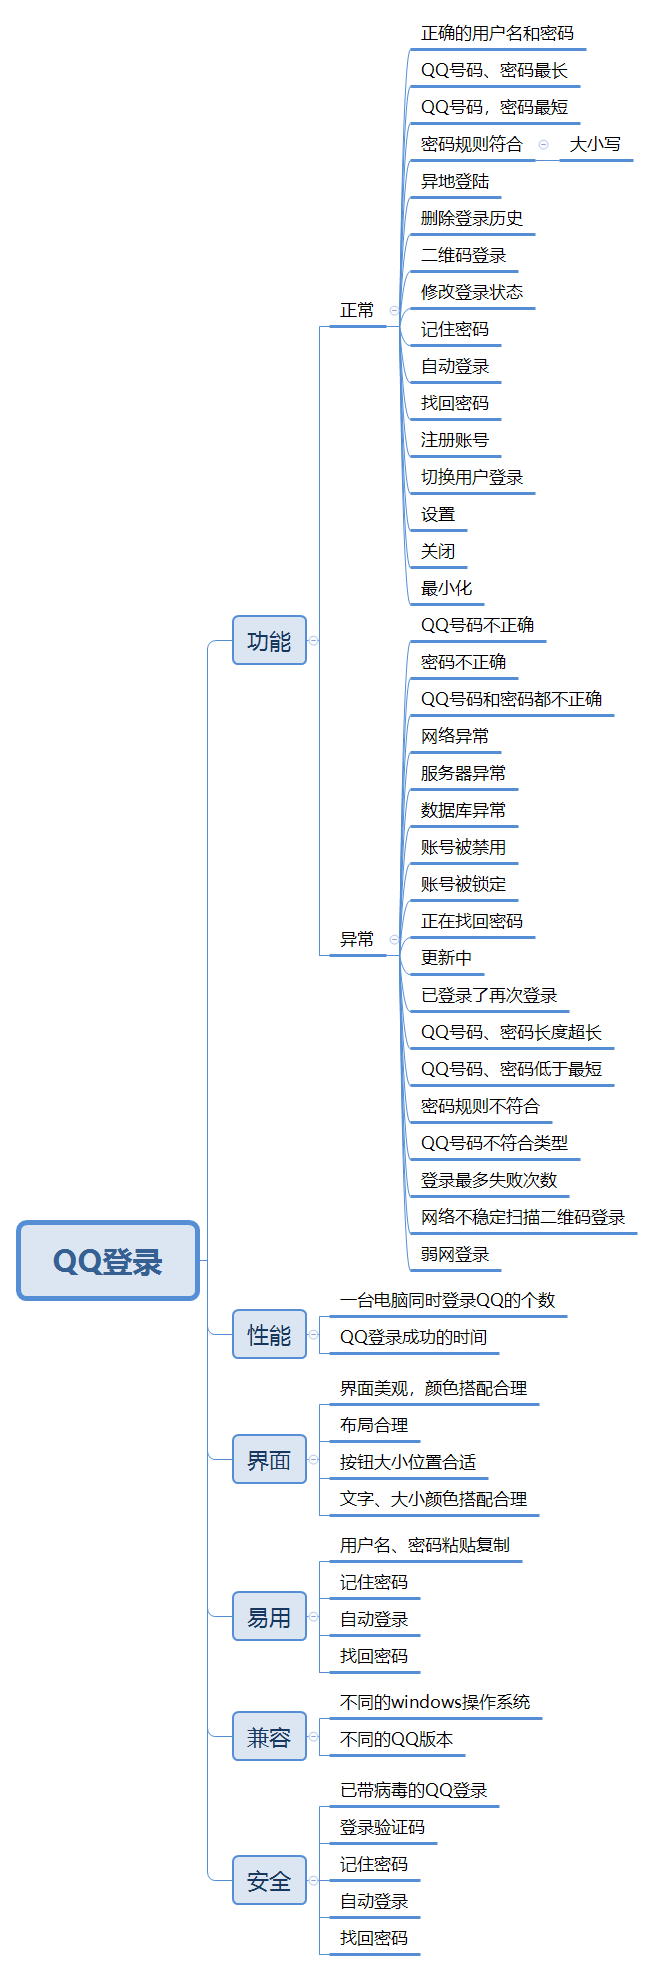 QQ登录
功能
正常
正确的用户名和密码
QQ号码、密码最长
QQ号码，密码最短
密码规则符合
大小写
异地登陆
删除登录历史
二维码登录
修改登录状态
记住密码
自动登录
找回密码
注册账号
切换用户登录
设置
关闭
最小化
异常
QQ号码不正确
密码不正确
QQ号码和密码都不正确
网络异常
服务器异常
数据库异常
账号被禁用
账号被锁定
正在找回密码
更新中
已登录了再次登录
QQ号码、密码长度超长
QQ号码、密码低于最短
密码规则不符合
QQ号码不符合类型
登录最多失败次数
网络不稳定扫描二维码登录
弱网登录
性能
一台电脑同时登录QQ的个数
QQ登录成功的时间
界面
界面美观，颜色搭配合理
布局合理
按钮大小位置合适
文字、大小颜色搭配合理
易用
用户名、密码粘贴复制
记住密码
自动登录
找回密码
兼容
不同的windows操作系统
不同的QQ版本
安全
已带病毒的QQ登录
登录验证码
记住密码
自动登录
找回密码